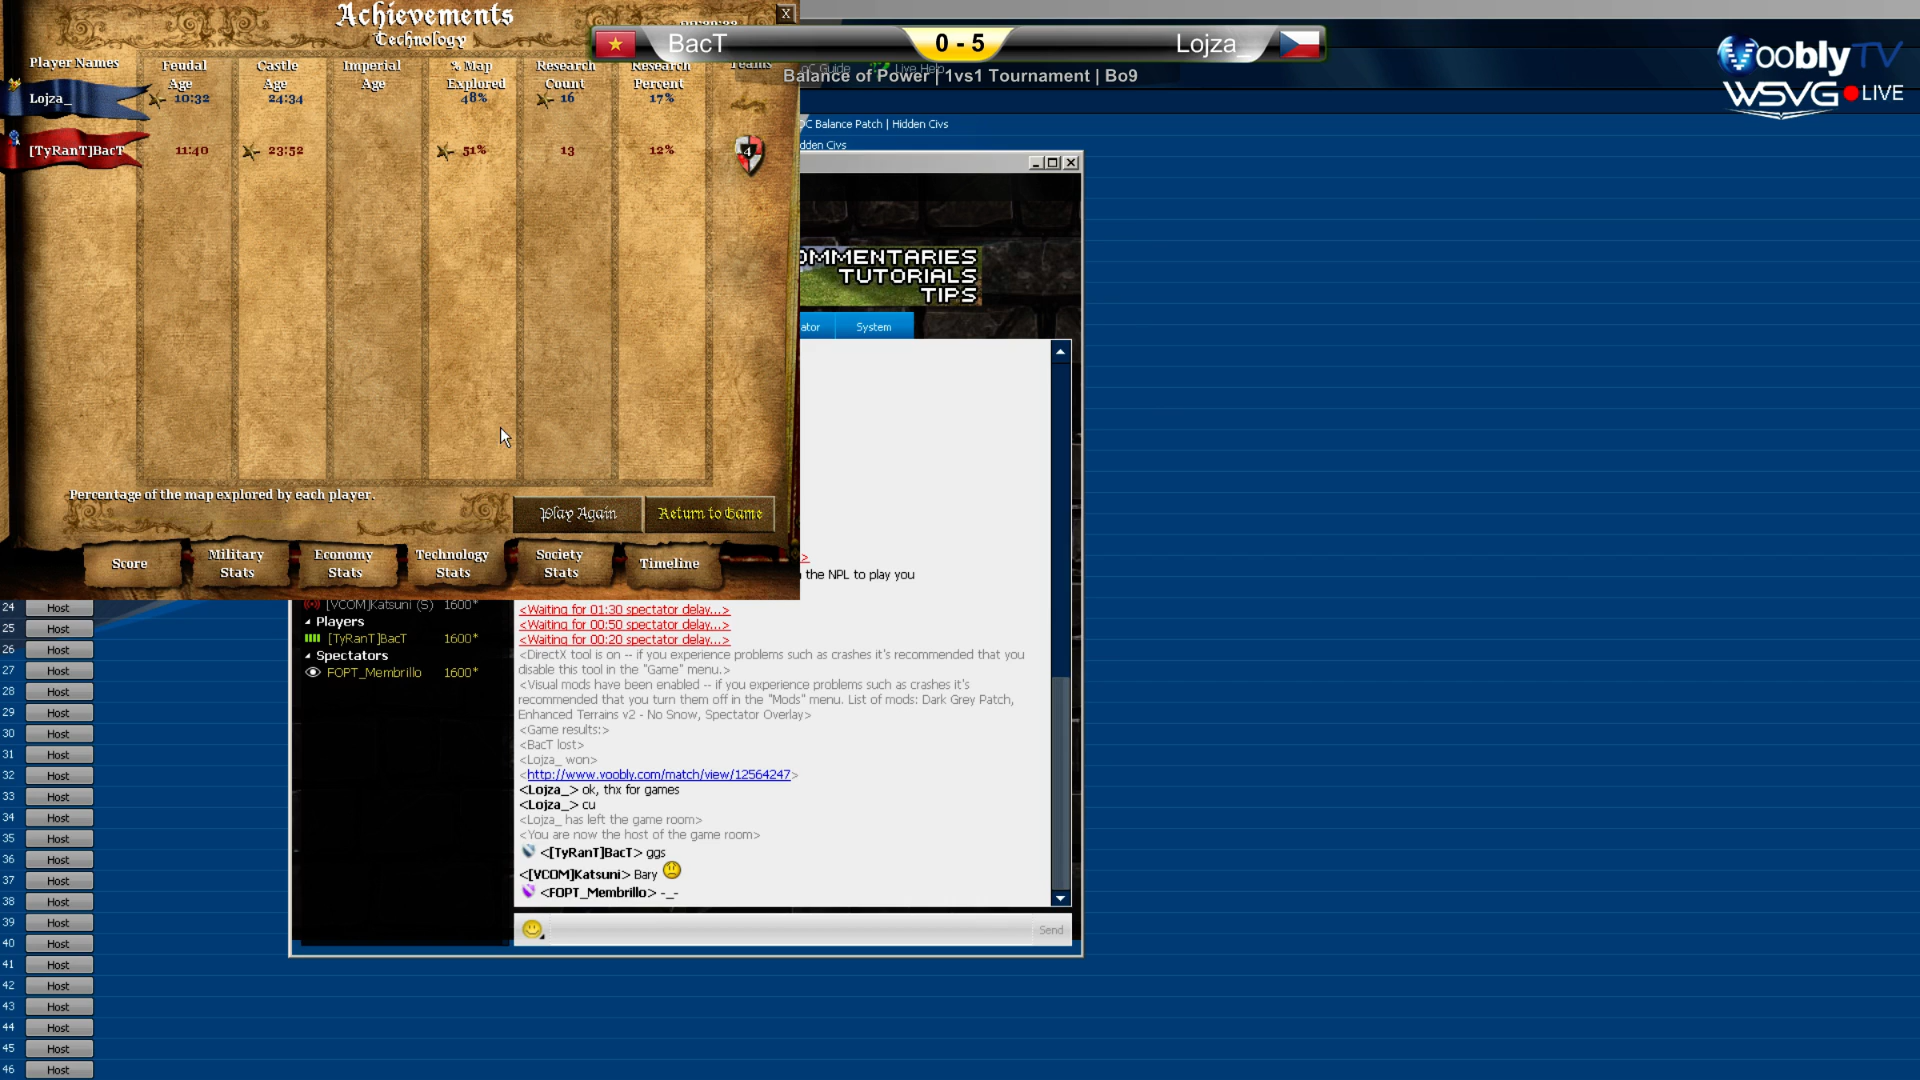 Achievements
Technology
X
Player Names
Feudal Age
Castle Age
Imperial Age
% Map Explored
Research Count
Research Percent
Teams
Lojza_ 10:32 24:34 48% 16 17%
[TyRanT]BacT 11:40 23:52 51% 13 12% 4
Percentage of the map explored by each player.
Play Again
Return to Game
Score
Military Stats
Economy Stats
Technology Stats
Society Stats
Timeline
BacT
0 - 5
Lojza_
Guide
Live Help
Balance of Power | 1vs1 Tournament | Bo9
Voobly TV
WSVG LIVE
C Balance Patch | Hidden Civs
dden Civs
OMMENTARIES
TUTORIALS
TIPS
ator
System
the NPL to play you
<Waiting for 01:30 spectator delay...>
<Waiting for 00:50 spectator delay...>
<Waiting for 00:20 spectator delay...>
<DirectX tool is on -- if you experience problems such as crashes it's recommended that you
disable this tool in the "Game" menu.>
<Visual mods have been enabled -- if you experience problems such as crashes it's
recommended that you turn them off in the "Mods" menu. List of mods: Dark Grey Patch,
Enhanced Terrains v2 - No Snow, Spectator Overlay>
<Game results:>
<BacT lost>
<Lojza_ won>
<http://www.voobly.com/match/view/12564247>
<Lojza_> ok, thx for games
<Lojza_> cu
<Lojza_ has left the game room>
<You are now the host of the game room>
<[TyRanT]BacT> ggs
<[VCOM]Katsuni> Bary
<FOPT_Membrillo> -_-
Send
[VCOM]Katsuni (S) 1600*
Players
[TyRanT]BacT 1600*
Spectators
FOPT_Membrillo 1600*
24 Host
25 Host
26 Host
27 Host
28 Host
29 Host
30 Host
31 Host
32 Host
33 Host
34 Host
35 Host
36 Host
37 Host
38 Host
39 Host
40 Host
41 Host
42 Host
43 Host
44 Host
45 Host
46 Host